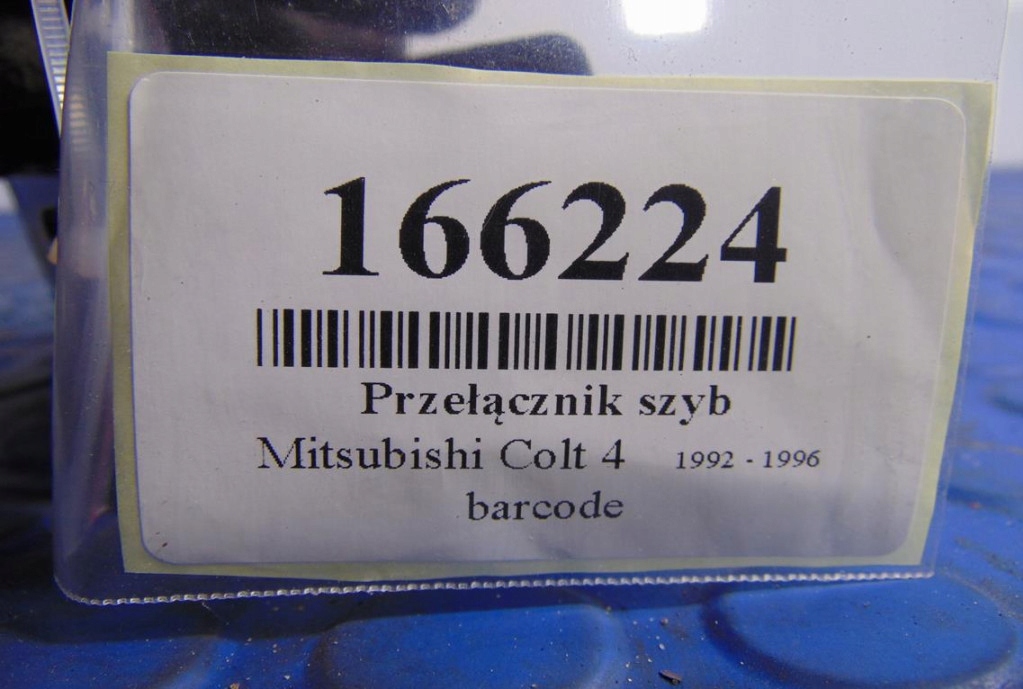 166224
Przełącznik szyb
Mitsubishi Colt 4 1992 - 1996
barcode